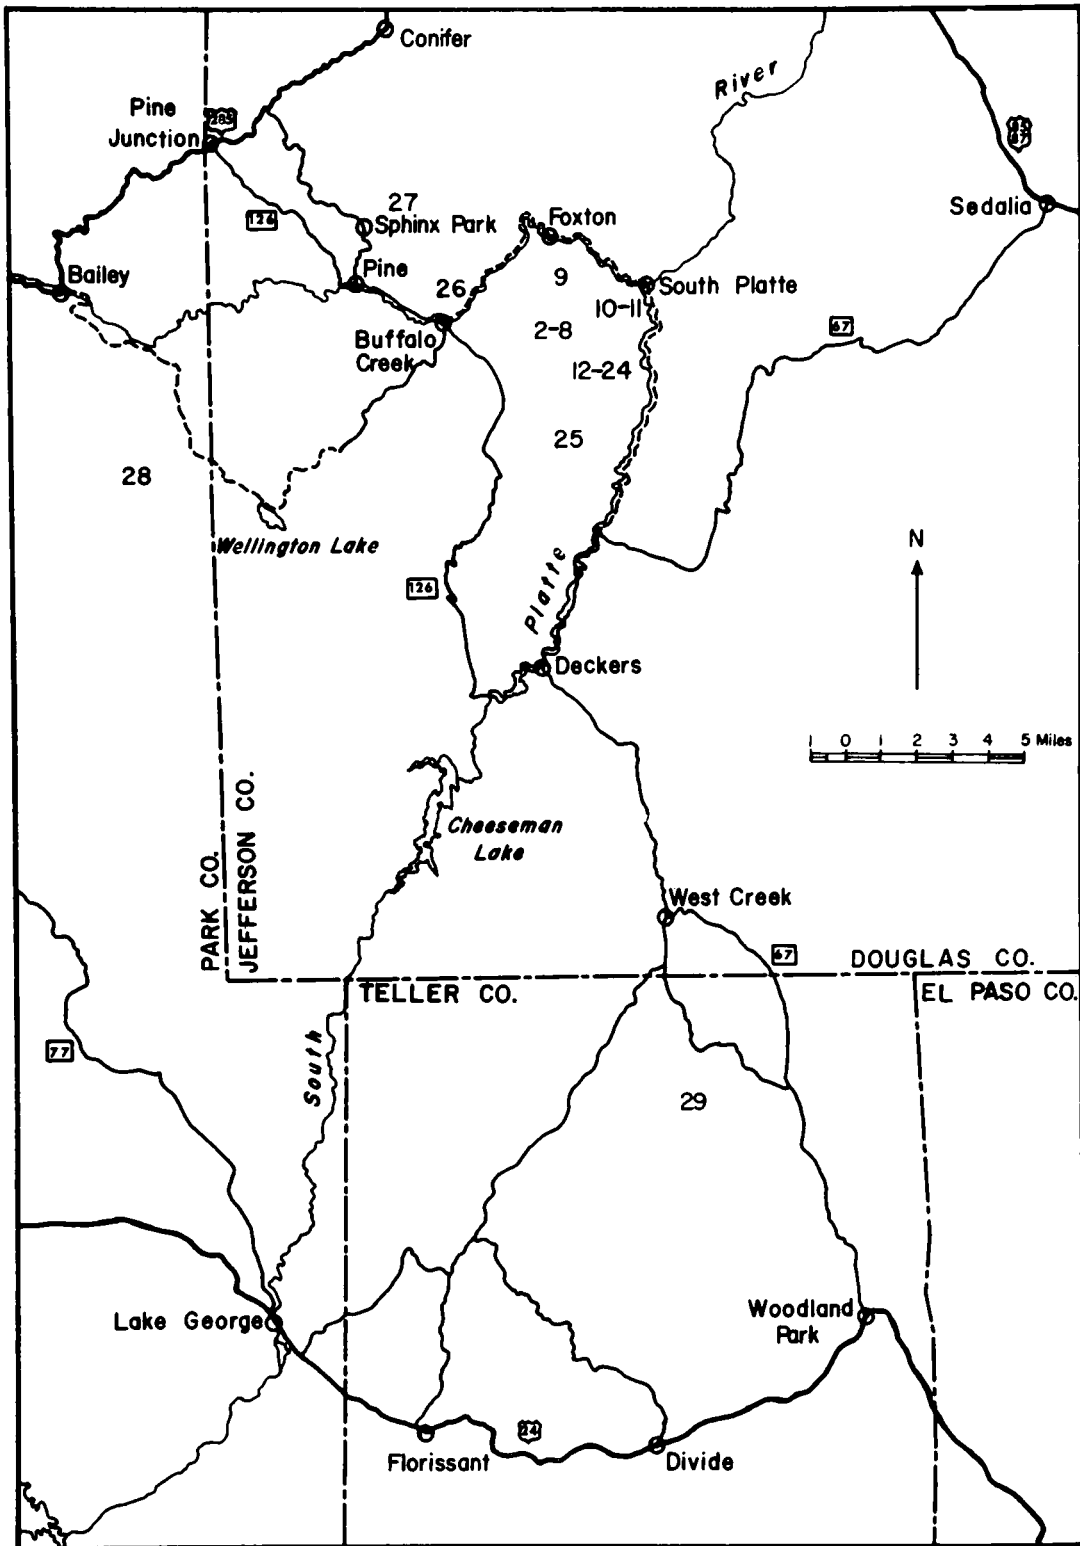 Conifer
River
Pine
Junction
285
85
87
27
Sedalia
126
Sphinx Park
Foxton
Bailey
Pine
26
9
South Platte
10-11
Buffalo
Creek
2-8
67
12-24
25
28
Wellington Lake
N
126
Platte
Deckers
1 0 1 2 3 4 5 Miles
Cheeseman
Lake
PARK CO.
JEFFERSON CO.
West Creek
67
DOUGLAS CO.
TELLER CO.
EL PASO CO.
South
77
29
Lake George
Woodland
Park
24
Florissant
Divide